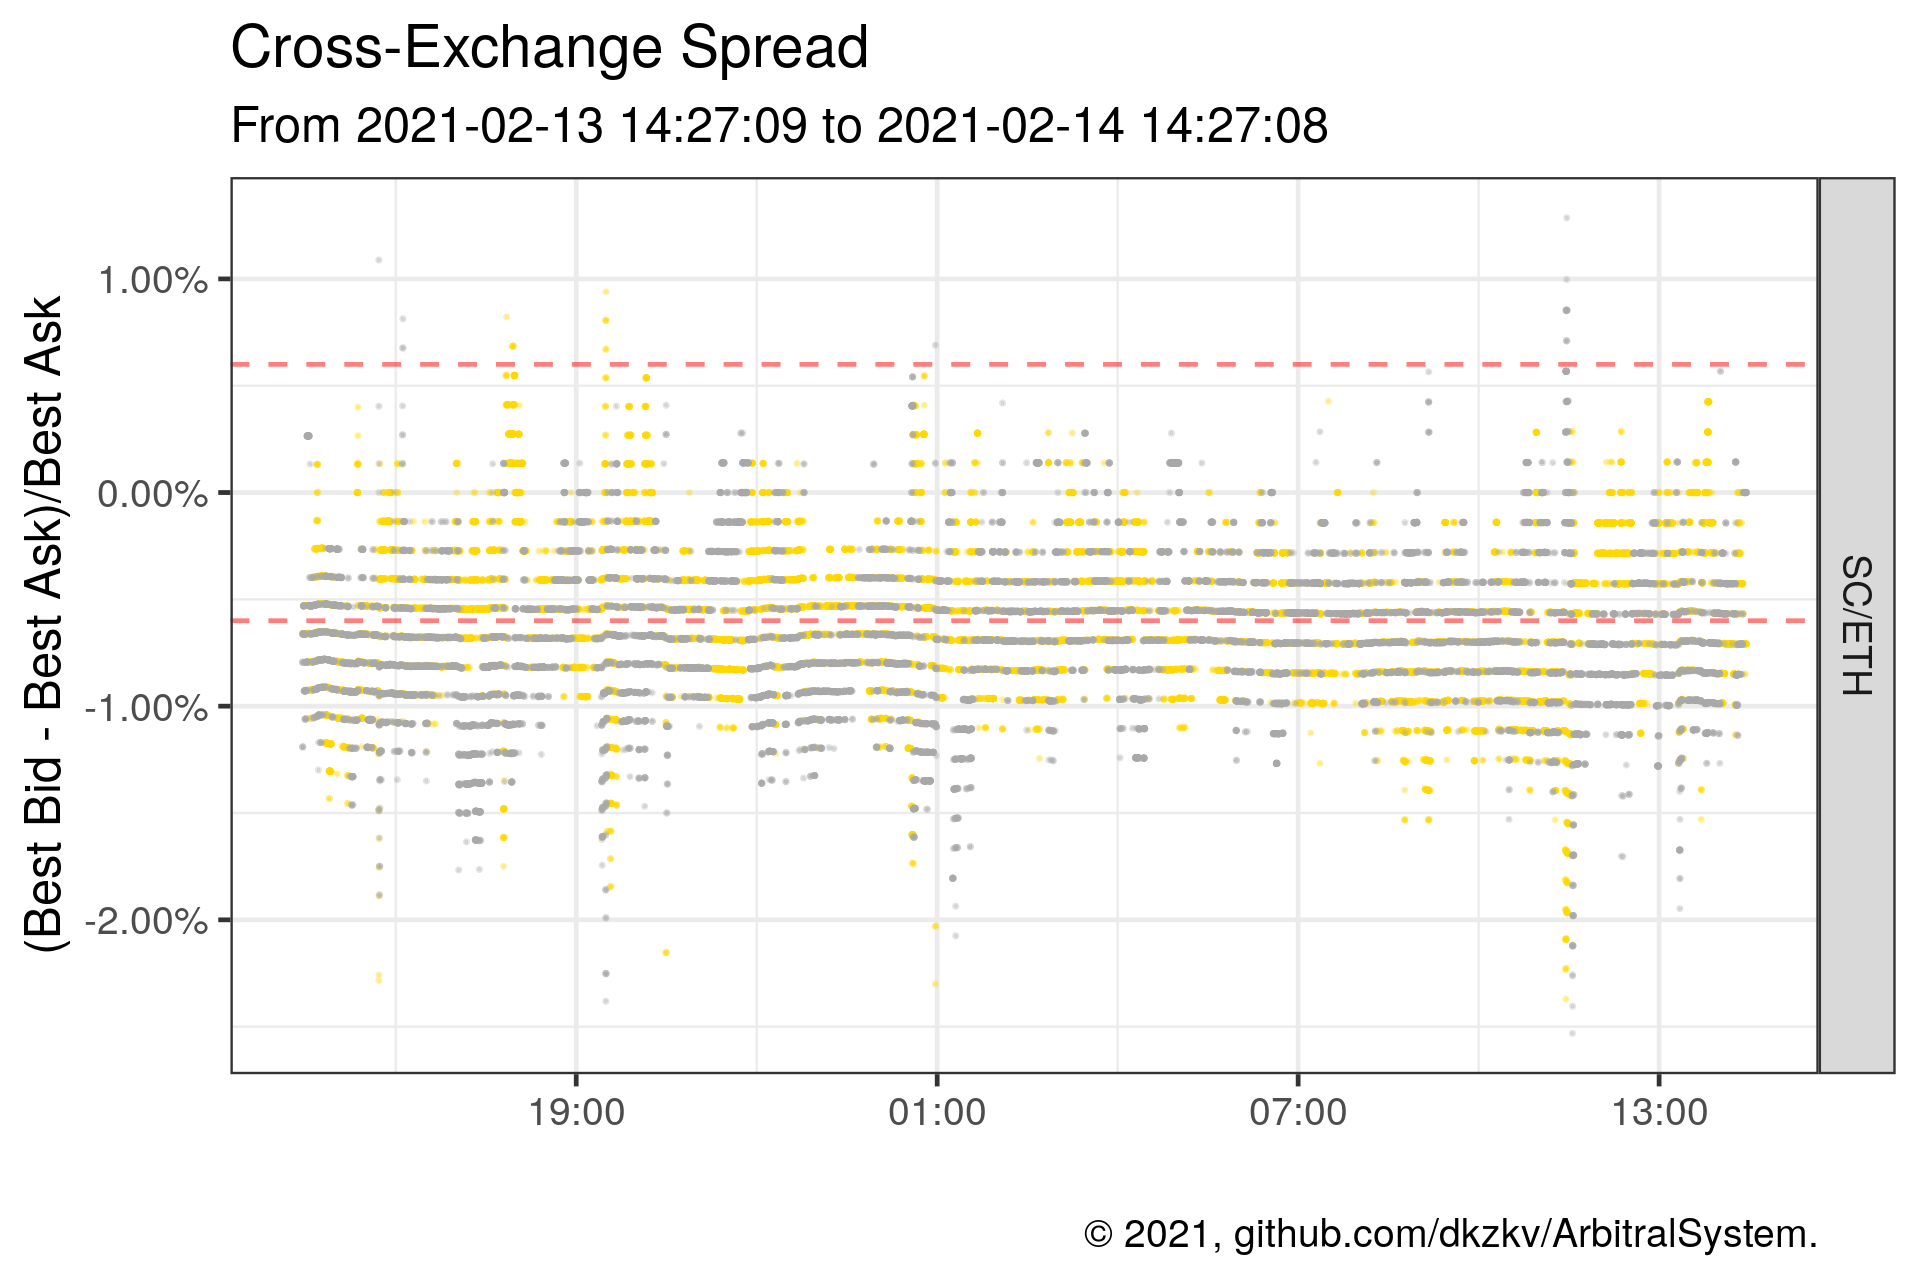 Cross-Exchange Spread
From 2021-02-13 14:27:09 to 2021-02-14 14:27:08
(Best Bid - Best Ask)/Best Ask
1.00%
0.00%
-1.00%
-2.00%
SC/ETH
19:00
01:00
07:00
13:00
© 2021, github.com/dkzkv/ArbitralSystem.